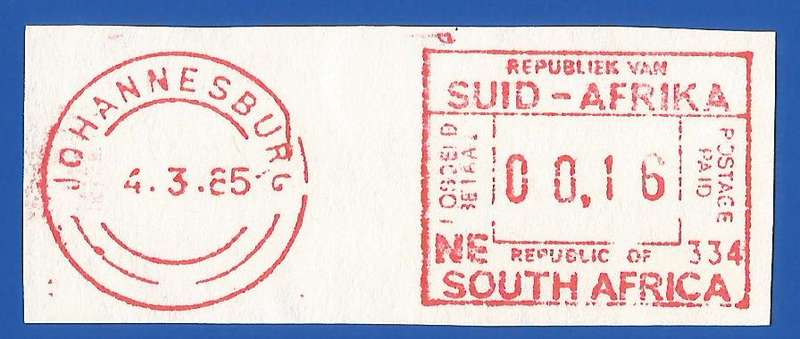 JOHANNESBURG
4.3.85
REPUBLIEK VAN
SUID-AFRIKA
POSGELD
BETAAL
00,16
POSTAGE
PAID
NE
334
REPUBLIC OF
SOUTH AFRICA